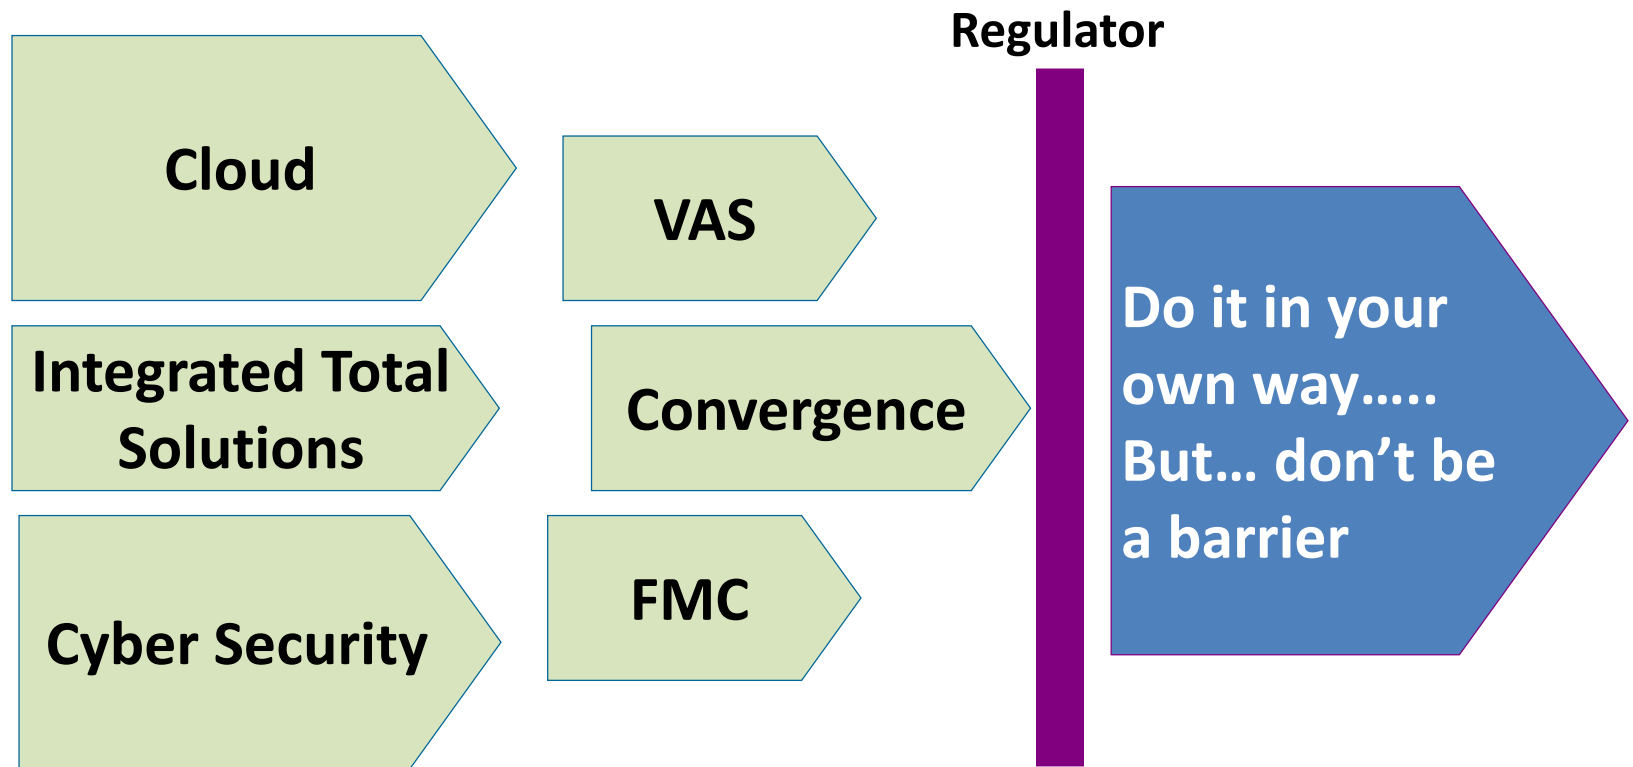 Regulator
Cloud
VAS
Integrated Total
Solutions
Convergence
Cyber Security
FMC
Do it in your
own way.....
But... don’t be
a barrier